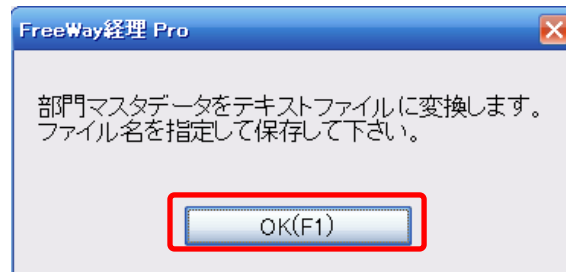 FreeWay経理 Pro
部門マスタデータをテキストファイルに変換します。
ファイル名を指定して保存して下さい。
OK(F1)